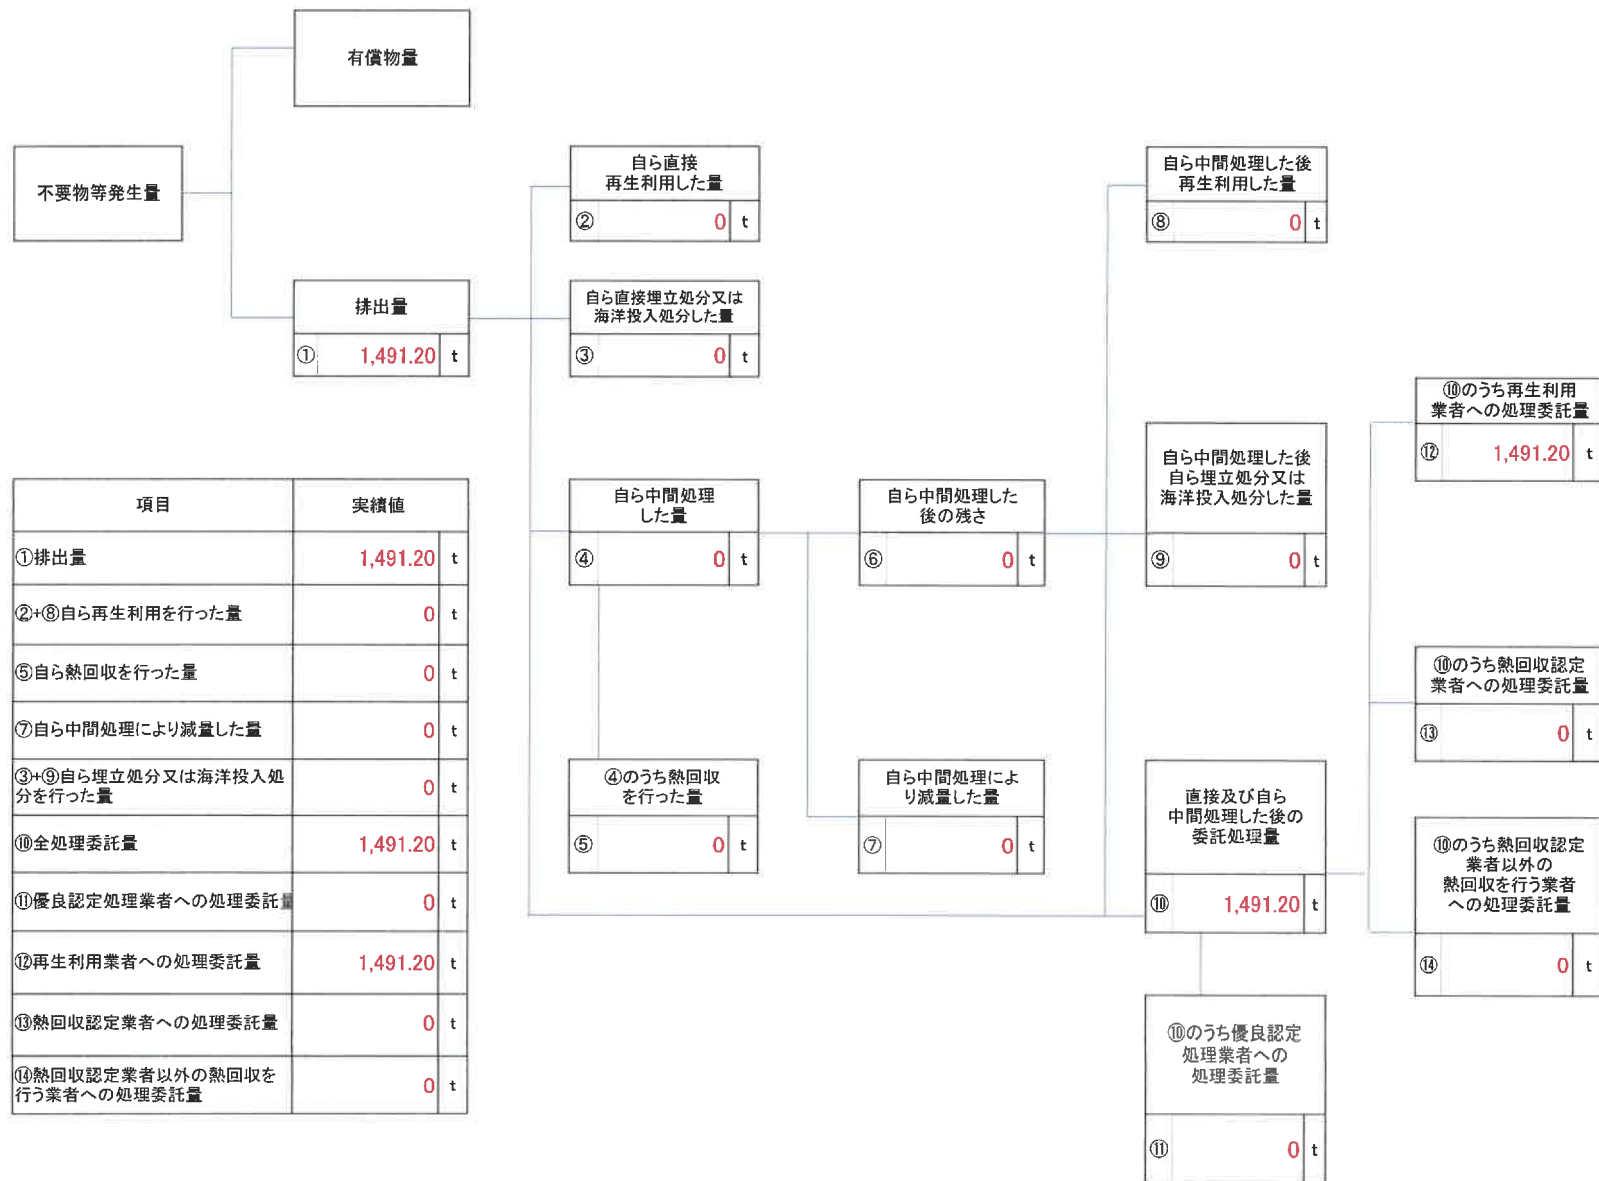 有償物量
不要物等発生量
排出量
① 1,491.20 t
自ら直接
再生利用した量
② 0 t
自ら直接埋立処分又は
海洋投入処分した量
③ 0 t
自ら中間処理
した量
④ 0 t
④のうち熱回収
を行った量
⑤ 0 t
自ら中間処理した
後の残さ
⑥ 0 t
自ら中間処理によ
り減量した量
⑦ 0 t
自ら中間処理した後
再生利用した量
⑧ 0 t
自ら中間処理した後
自ら埋立処分又は
海洋投入処分した量
⑨ 0 t
直接及び自ら
中間処理した後の
委託処理量
⑩ 1,491.20 t
⑩のうち優良認定
処理業者への
処理委託量
⑪ 0 t
⑩のうち再生利用
業者への処理委託量
⑫ 1,491.20 t
⑩のうち熱回収認定
業者への処理委託量
⑬ 0 t
⑩のうち熱回収認定
業者以外の
熱回収を行う業者
への処理委託量
⑭ 0 t
項目 実績値
①排出量 1,491.20 t
②+⑧自ら再生利用を行った量 0 t
⑤自ら熱回収を行った量 0 t
⑦自ら中間処理により減量した量 0 t
③+⑨自ら埋立処分又は海洋投入処
分を行った量 0 t
⑩全処理委託量 1,491.20 t
⑪優良認定処理業者への処理委託量 0 t
⑫再生利用業者への処理委託量 1,491.20 t
⑬熱回収認定業者への処理委託量 0 t
⑭熱回収認定業者以外の熱回収を
行う業者への処理委託量 0 t